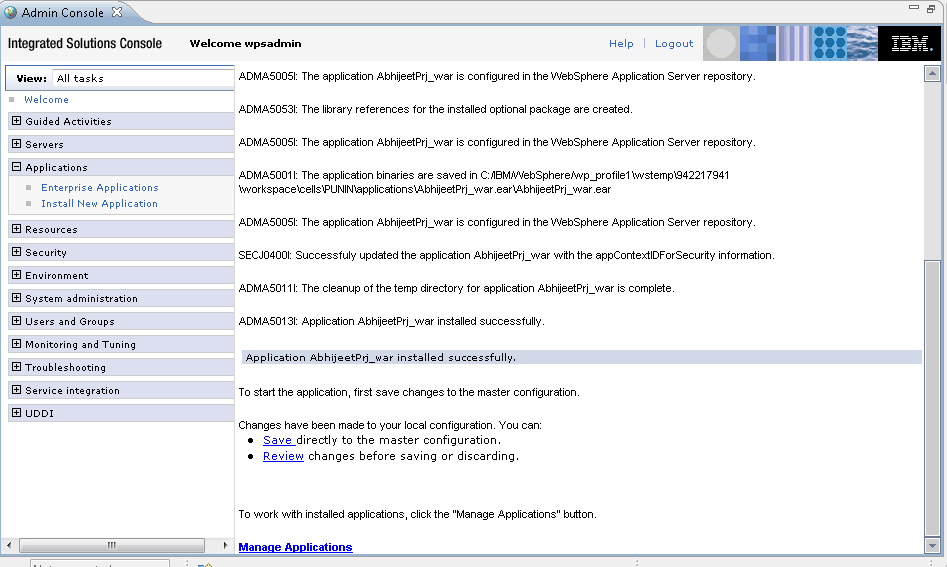 Admin Console
Integrated Solutions Console
Welcome wpsadmin
Help | Logout
IBM.
View: All tasks
Welcome
Guided Activities
Servers
Applications
Enterprise Applications
Install New Application
Resources
Security
Environment
System administration
Users and Groups
Monitoring and Tuning
Troubleshooting
Service integration
UDDI
ADMA5005I: The application AbhijeetPrj_war is configured in the WebSphere Application Server repository.
ADMA5053I: The library references for the installed optional package are created.
ADMA5005I: The application AbhijeetPrj_war is configured in the WebSphere Application Server repository.
ADMA5001I: The application binaries are saved in C:/IBM/WebSphere/wp_profile1\wstemp\942217941
\workspace\cells\PUNIN\applications\AbhijeetPrj_war.ear\AbhijeetPrj_war.ear
ADMA5005I: The application AbhijeetPrj_war is configured in the WebSphere Application Server repository.
SECJ0400I: Successfuly updated the application AbhijeetPrj_war with the appContextIDForSecurity information.
ADMA5011I: The cleanup of the temp directory for application AbhijeetPrj_war is complete.
ADMA5013I: Application AbhijeetPrj_war installed successfully.
Application AbhijeetPrj_war installed successfully.
To start the application, first save changes to the master configuration.
Changes have been made to your local configuration. You can:
Save directly to the master configuration.
Review changes before saving or discarding.
To work with installed applications, click the "Manage Applications" button.
Manage Applications